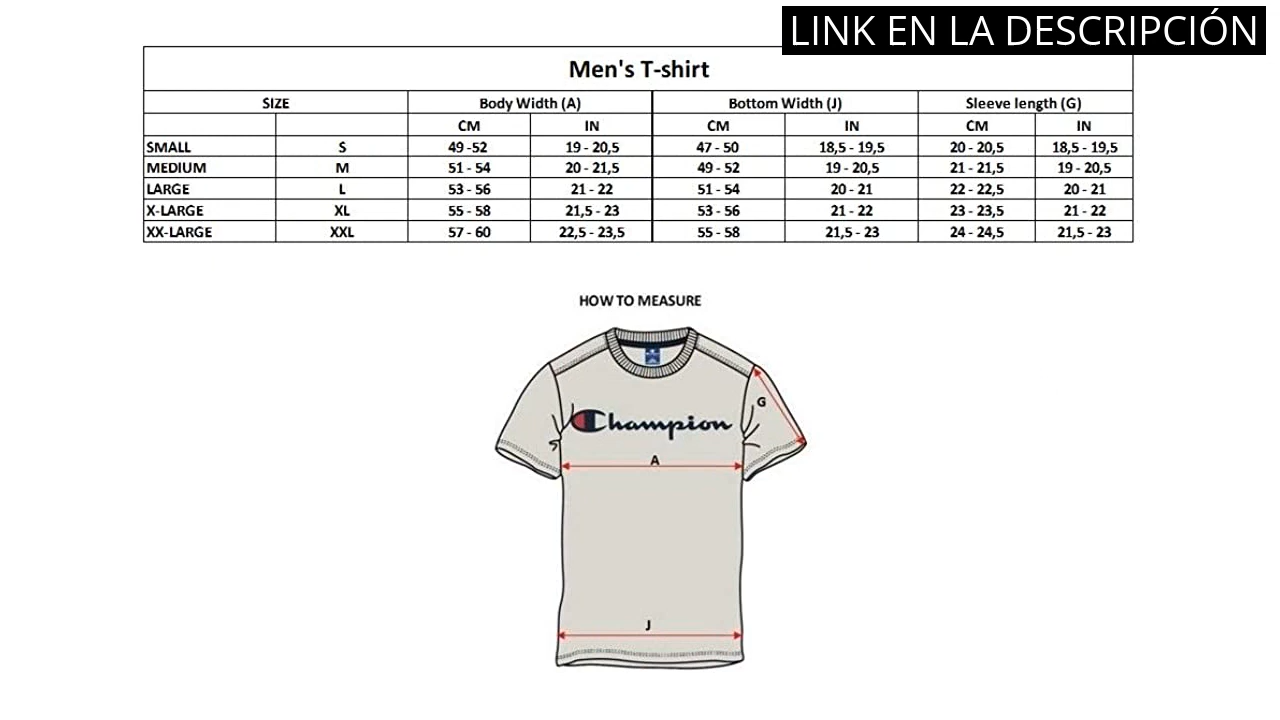 LINK EN LA DESCRIPCIÓN
Men's T-shirt
SIZE Body Width (A) Bottom Width (J) Sleeve length (G)
CM IN CM IN CM IN
SMALL S 49 -52 19 - 20,5 47 - 50 18,5 - 19,5 20 - 20,5 18,5 - 19,5
MEDIUM M 51 - 54 20 - 21,5 49 - 52 19 - 20,5 21 - 21,5 19 - 20,5
LARGE L 53 - 56 21 - 22 51 - 54 20 - 21 22 - 22,5 20 - 21
X-LARGE XL 55 - 58 21,5 - 23 53 - 56 21 - 22 23 - 23,5 21 - 22
XX-LARGE XXL 57 - 60 22,5 - 23,5 55 - 58 21,5 - 23 24 - 24,5 21,5 - 23
HOW TO MEASURE
G
Champion
A
J